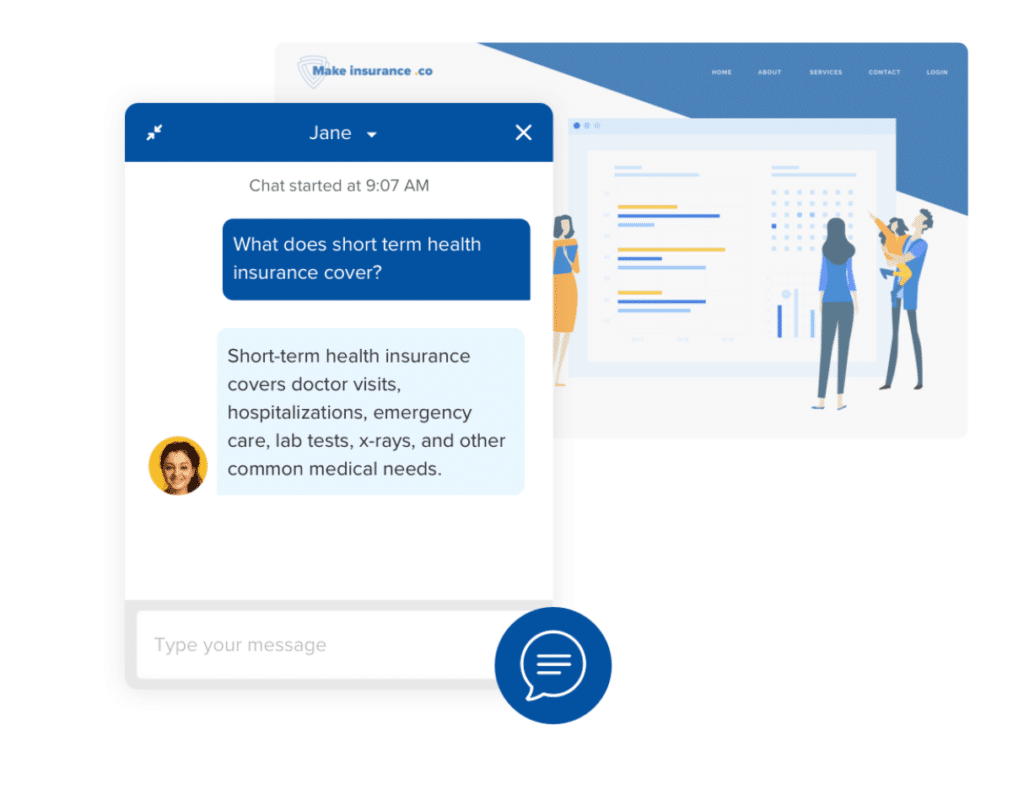 Make insurance .co
HOME ABOUT SERVICES CONTACT LOGIN
Jane
Chat started at 9:07 AM
What does short term health
insurance cover?
Short-term health insurance
covers doctor visits,
hospitalizations, emergency
care, lab tests, x-rays, and other
common medical needs.
Type your message